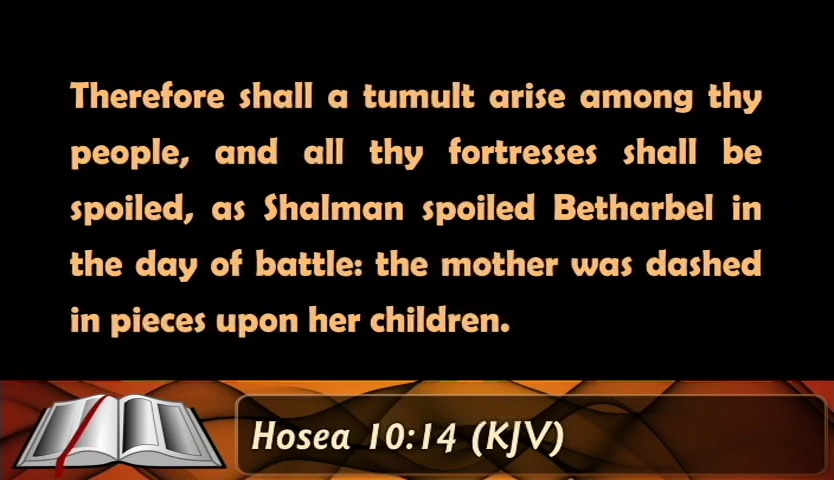 Therefore shall a tumult arise among thy
people, and all thy fortresses shall be
spoiled, as Shalman spoiled Betharbel in
the day of battle: the mother was dashed
in pieces upon her children.
Hosea 10:14 (KJV)